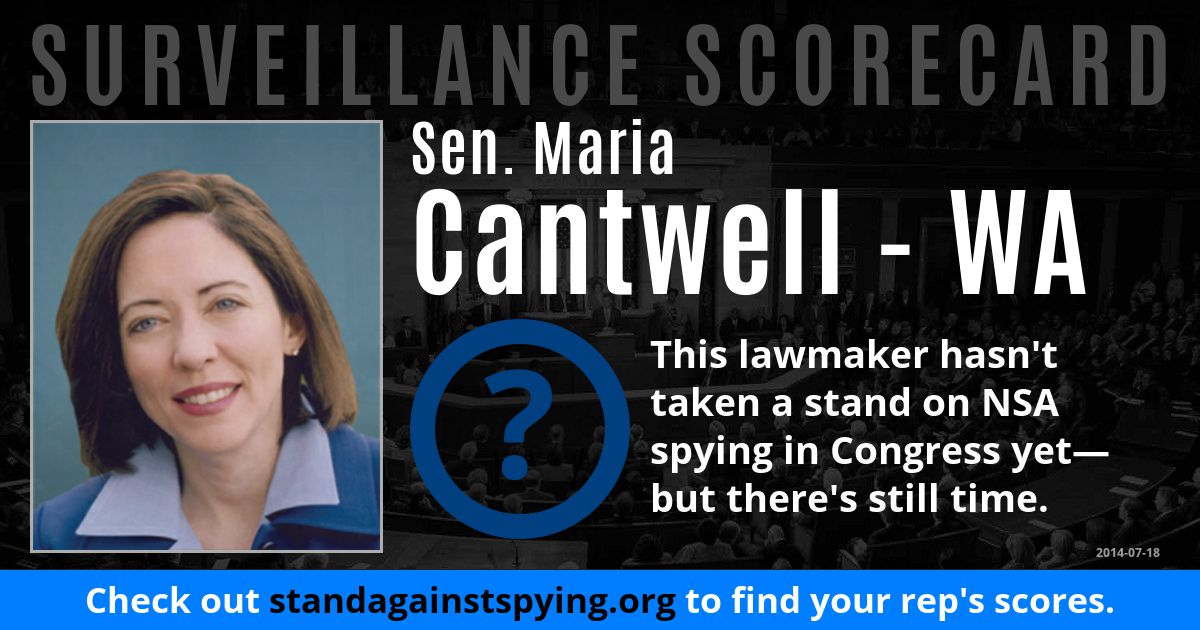 SURVEILLANCE SCORECARD
Sen. Maria
Cantwell - WA
?
This lawmaker hasn't
taken a stand on NSA
spying in Congress yet—
but there's still time.
2014-07-18
Check out standagainstspying.org to find your rep's scores.